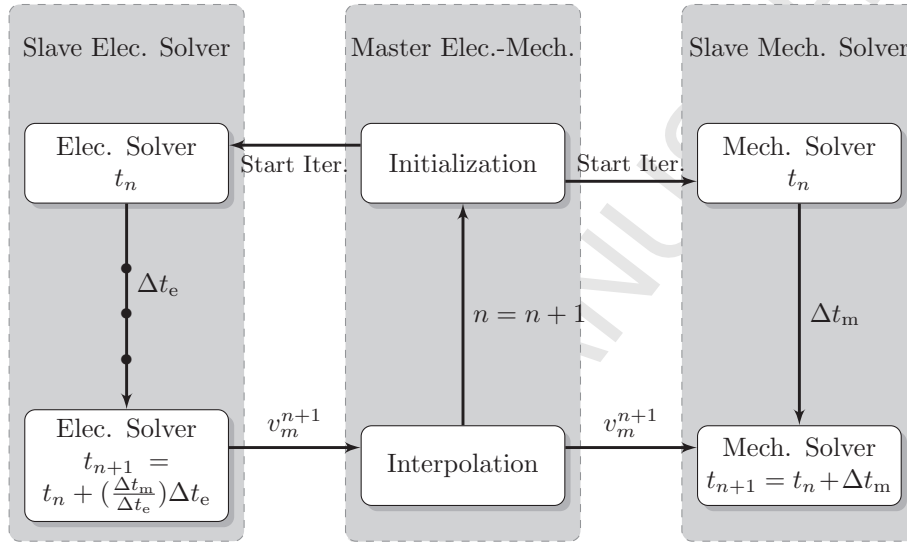 Slave Elec. Solver
Master Elec.-Mech.
Slave Mech. Solver
Elec. Solver
t_n
Start Iter.
Initialization
Start Iter.
Mech. Solver
t_n
Δt_e
n = n + 1
Δt_m
Elec. Solver
t_{n+1} =
t_n + (\frac{Δt_m}{Δt_e})Δt_e
v_m^{n+1}
Interpolation
v_m^{n+1}
Mech. Solver
t_{n+1} = t_n + Δt_m